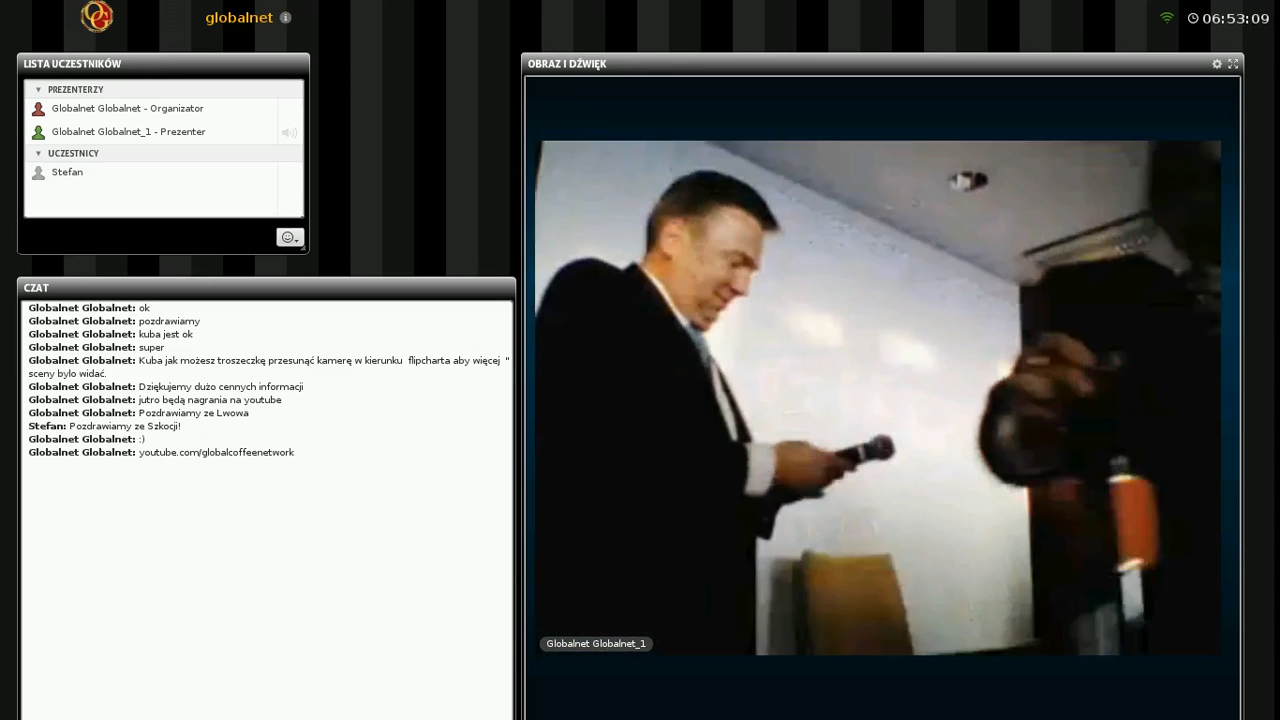 OG
globalnet
06:53:09
LISTA UCZESTNIKÓW
PREZENTERZY
Globalnet Globalnet - Organizator
Globalnet Globalnet_1 - Prezenter
UCZESTNICY
Stefan
CZAT
Globalnet Globalnet: ok
Globalnet Globalnet: pozdrawiamy
Globalnet Globalnet: kuba jest ok
Globalnet Globalnet: super
Globalnet Globalnet: Kuba jak możesz troszeczkę przesunąć kamerę w kierunku flipcharta aby więcej "
sceny bylo widać.
Globalnet Globalnet: Dziękujemy dużo cennych informacji
Globalnet Globalnet: jutro będą nagrania na youtube
Globalnet Globalnet: Pozdrawiamy ze Lwowa
Stefan: Pozdrawiamy ze Szkocji!
Globalnet Globalnet: :)
Globalnet Globalnet: youtube.com/globalcoffeenetwork
OBRAZ I DŹWIĘK
Globalnet Globalnet_1